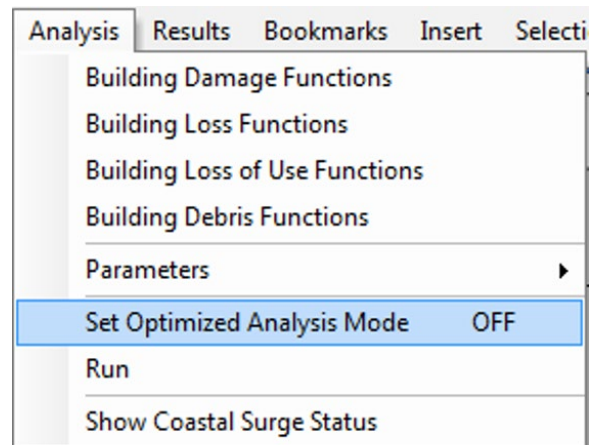 Analysis Results Bookmarks Insert
Building Damage Functions
Building Loss Functions
Building Loss of Use Functions
Building Debris Functions
Parameters
Set Optimized Analysis Mode OFF
Run
Show Coastal Surge Status